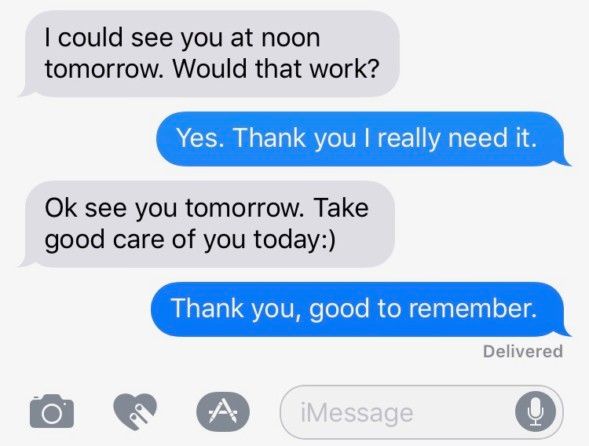 I could see you at noon
tomorrow. Would that work?
Yes. Thank you I really need it.
Ok see you tomorrow. Take
good care of you today:)
Thank you, good to remember.
Delivered
iMessage